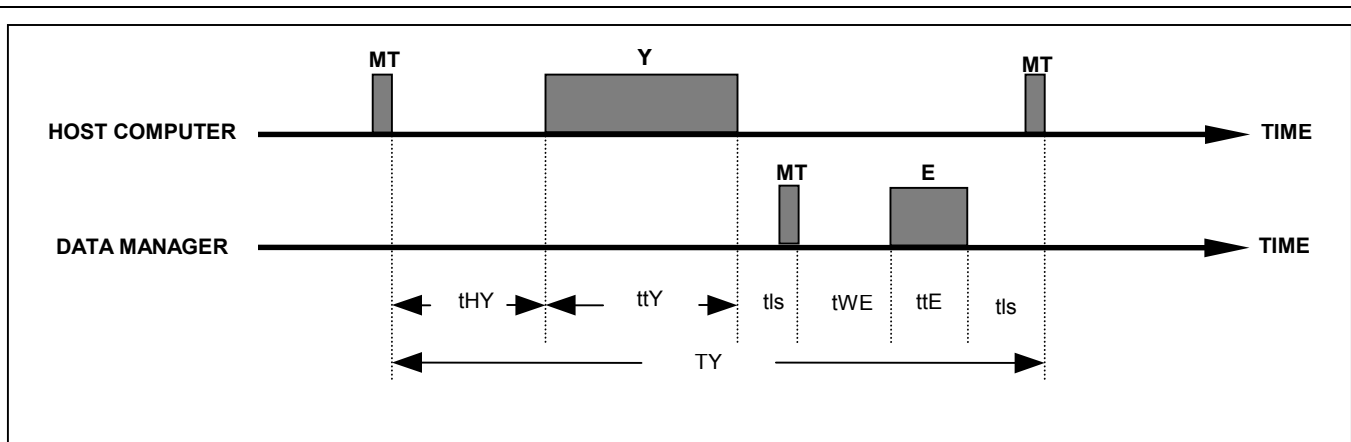 MT Y MT
HOST COMPUTER TIME
MT E
DATA MANAGER TIME
tHY ttY tls tWE ttE tls
TY